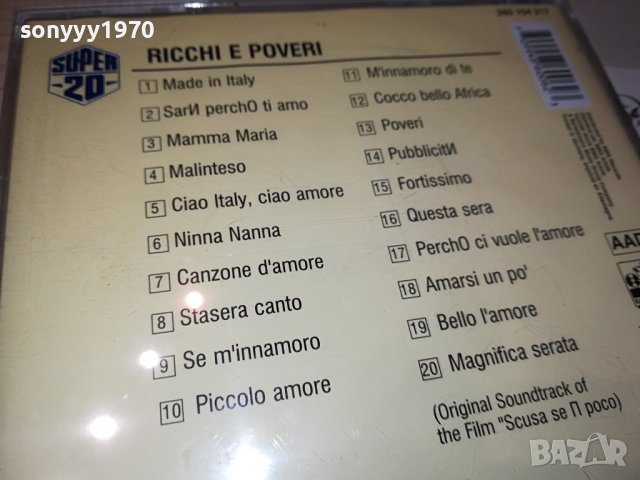 sonyyy1970
SUPER
20
RICCHI E POVERI
1 Made in Italy
2 SarИ perchO ti amo
3 Mamma Maria
4 Malinteso
5 Ciao Italy, ciao amore
6 Ninna Nanna
7 Canzone d'amore
8 Stasera canto
9 Se m'innamoro
10 Piccolo amore
11 M'innamoro di te
12 Cocco bello Africa
13 Poveri
14 PubblicitИ
15 Fortissimo
16 Questa sera
17 PerchO ci vuole l'amore
18 Amarsi un po'
19 Bello l'amore
20 Magnifica serata
(Original Soundtrack of
the Film "Scusa se П poco)
AAD
BAZAR